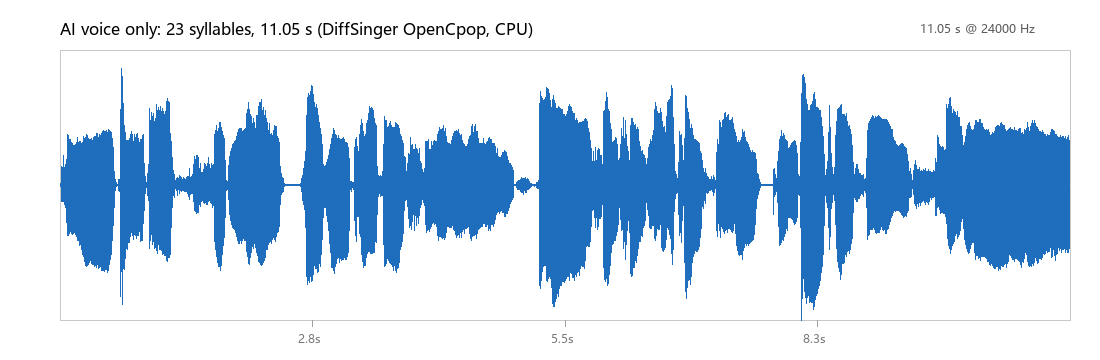 AI voice only: 23 syllables, 11.05 s (DiffSinger OpenCpop, CPU)
11.05 s @ 24000 Hz
2.8s
5.5s
8.3s